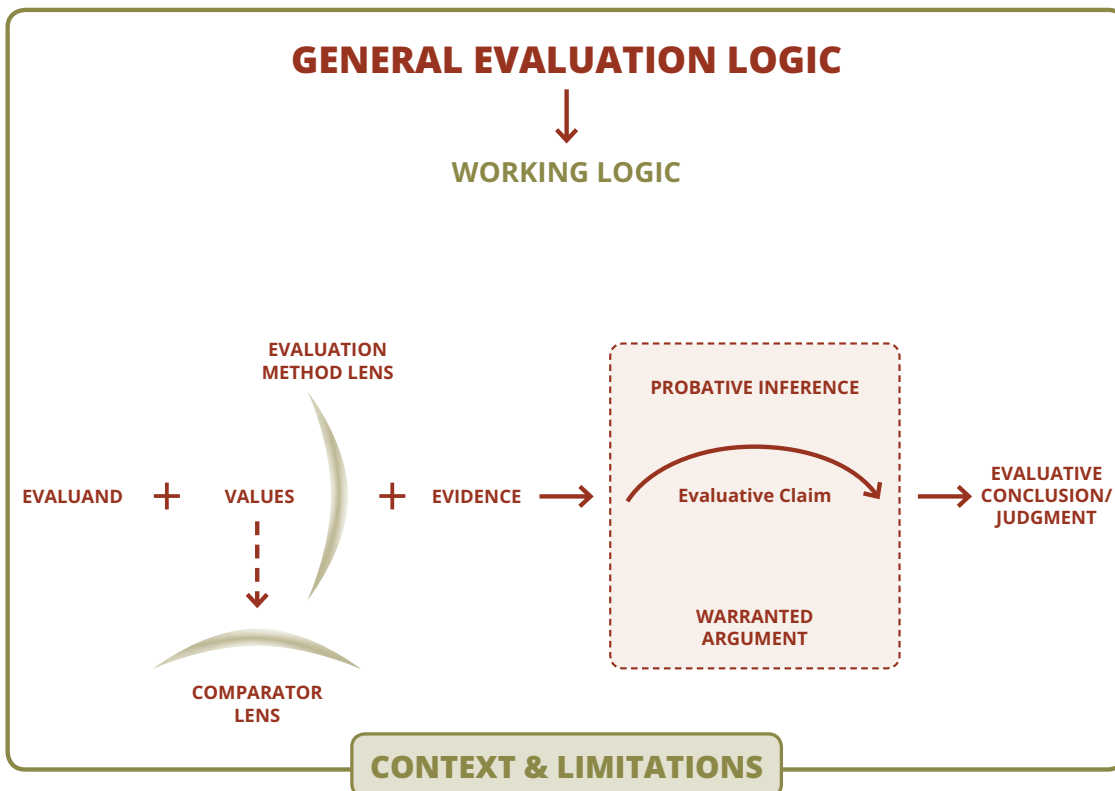 GENERAL EVALUATION LOGIC
WORKING LOGIC
EVALUATION
METHOD LENS
EVALUAND
+
VALUES
+
EVIDENCE
COMPARATOR
LENS
PROBATIVE INFERENCE
Evaluative Claim
WARRANTED
ARGUMENT
EVALUATIVE
CONCLUSION/
JUDGMENT
CONTEXT & LIMITATIONS